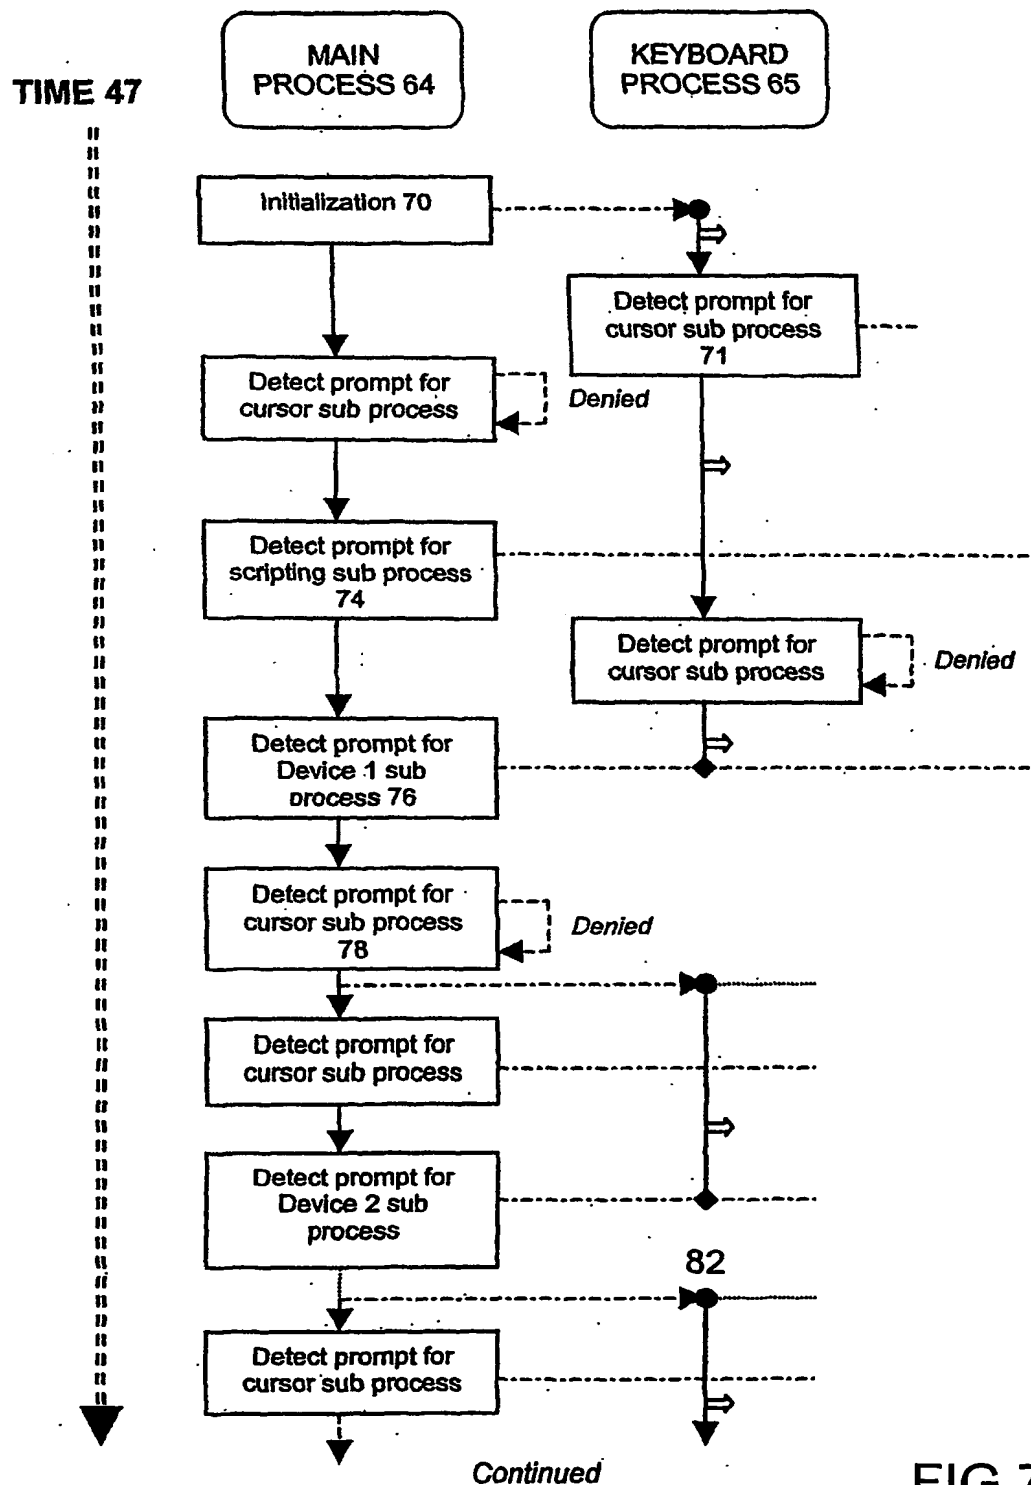 MAIN
PROCESS 64
KEYBOARD
PROCESS 65
TIME 47
Initialization 70
Detect prompt for
cursor sub process
71
Detect prompt for
cursor sub process
Denied
Detect prompt for
scripting sub process
74
Detect prompt for
cursor sub process
Denied
Detect prompt for
Device 1 sub
process 76
Detect prompt for
cursor sub process
78
Denied
Detect prompt for
cursor sub process
Detect prompt for
Device 2 sub
process
82
Detect prompt for
cursor sub process
Continued
FIG 7